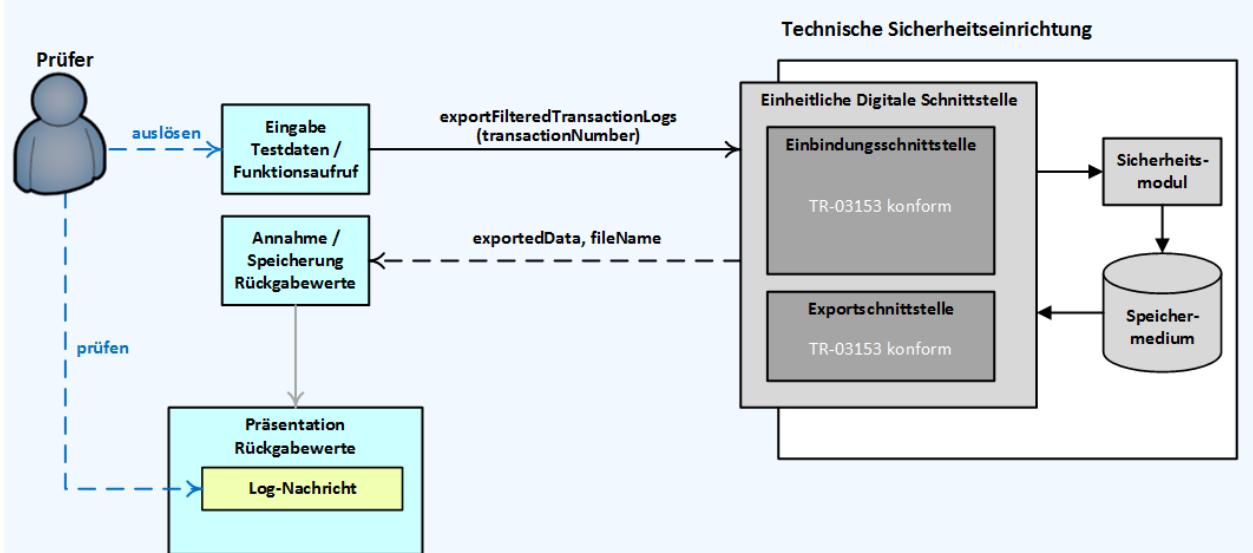 Technische Sicherheitseinrichtung
Prüfer
auslösen
Eingabe
Testdaten /
Funktionsaufruf
exportFilteredTransactionLogs
(transactionNumber)
Einheitliche Digitale Schnittstelle
Einbindungsschnittstelle
TR-03153 konform
Sicherheits-
modul
Annahme /
Speicherung
Rückgabewerte
exportedData, fileName
Exportschnittstelle
TR-03153 konform
Speicher-
medium
prüfen
Präsentation
Rückgabewerte
Log-Nachricht